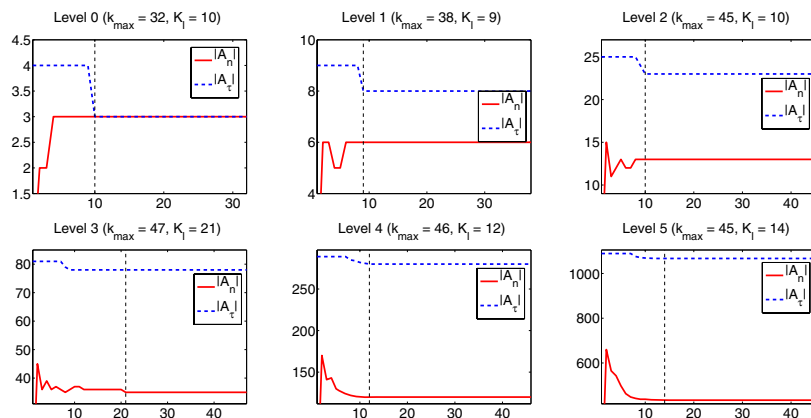 Level 0 (k_max = 32, K_l = 10)
4.5
4
3.5
3
2.5
2
1.5
10
20
30
|A_n|
|A_τ|
Level 1 (k_max = 38, K_l = 9)
10
8
6
4
10
20
30
|A_n|
|A_τ|
Level 2 (k_max = 45, K_l = 10)
25
20
15
10
10
20
30
40
|A_n|
|A_τ|
Level 3 (k_max = 47, K_l = 21)
80
70
60
50
40
10
20
30
40
|A_n|
|A_τ|
Level 4 (k_max = 46, K_l = 12)
250
200
150
10
20
30
40
|A_n|
|A_τ|
Level 5 (k_max = 45, K_l = 14)
1000
800
600
10
20
30
40
|A_n|
|A_τ|